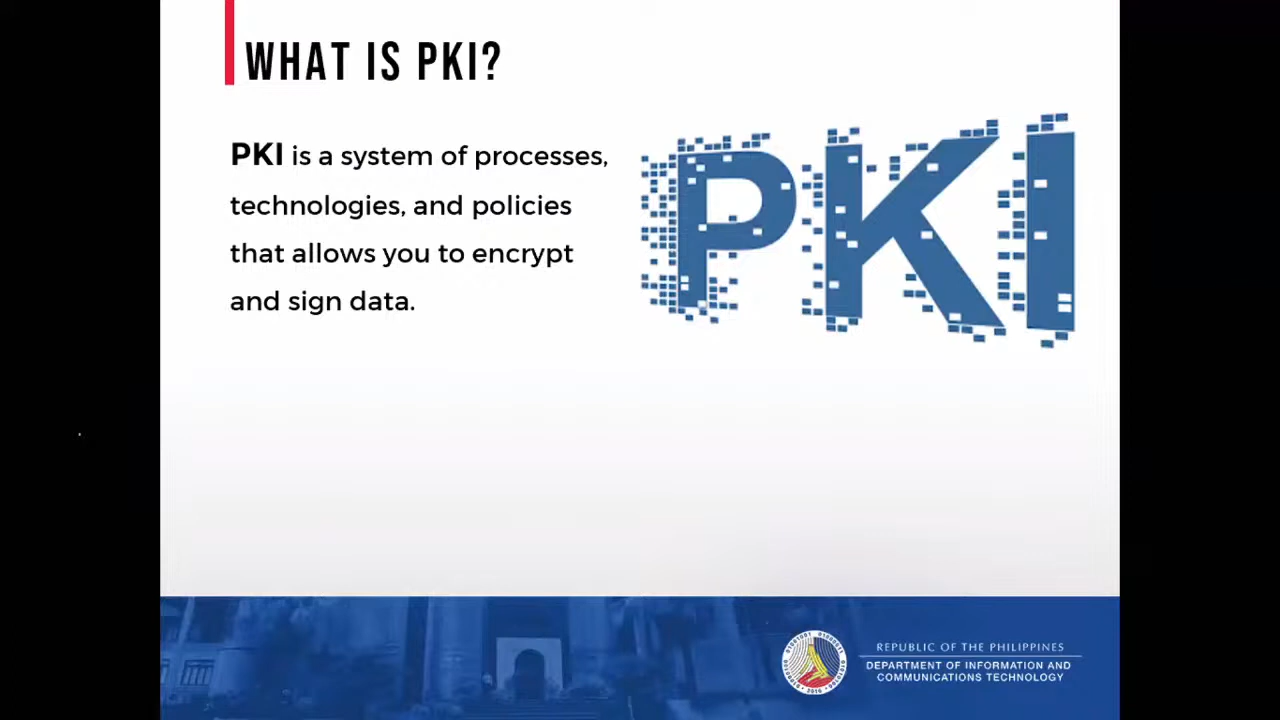 WHAT IS PKI?
PKI is a system of processes,
technologies, and policies
that allows you to encrypt
and sign data.
PKI
REPUBLIC OF THE PHILIPPINES
DEPARTMENT OF INFORMATION AND
COMMUNICATIONS TECHNOLOGY
2016